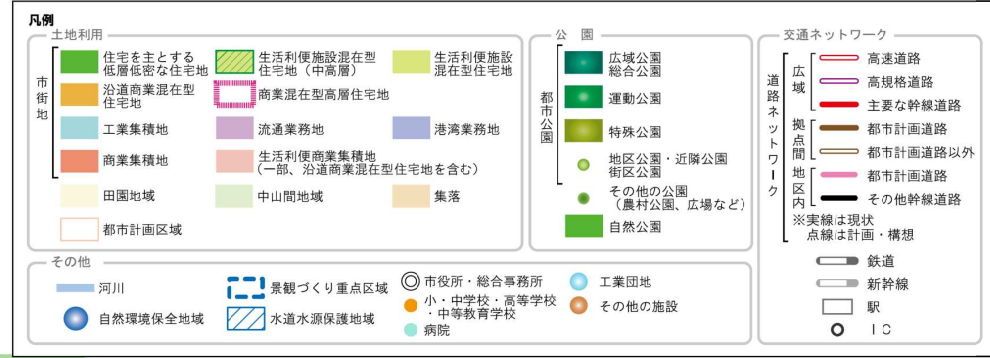 凡例
土地利用
市街地
住宅を主とする
低層低密な住宅地
生活利便施設混在型
住宅地（中高層）
生活利便施設
混在型住宅地
沿道商業混在型
住宅地
商業混在型高層住宅地
工業集積地
流通業務地
港湾業務地
商業集積地
生活利便商業集積地
（一部、沿道商業混在型住宅地を含む）
田園地域
中山間地域
集落
都市計画区域
公　園
都市公園
広域公園
総合公園
運動公園
特殊公園
地区公園・近隣公園
街区公園
その他の公園
（農村公園、広場など）
自然公園
交通ネットワーク
道路ネットワーク
広域
高速道路
高規格道路
主要な幹線道路
拠点間
都市計画道路
都市計画道路以外
地区内
都市計画道路
その他幹線道路
※実線は現状
点線は計画・構想
鉄道
新幹線
駅
IC
その他
河川
景観づくり重点区域
市役所・総合事務所
工業団地
小・中学校・高等学校
・中等教育学校
その他の施設
自然環境保全地域
水道水源保護地域
病院